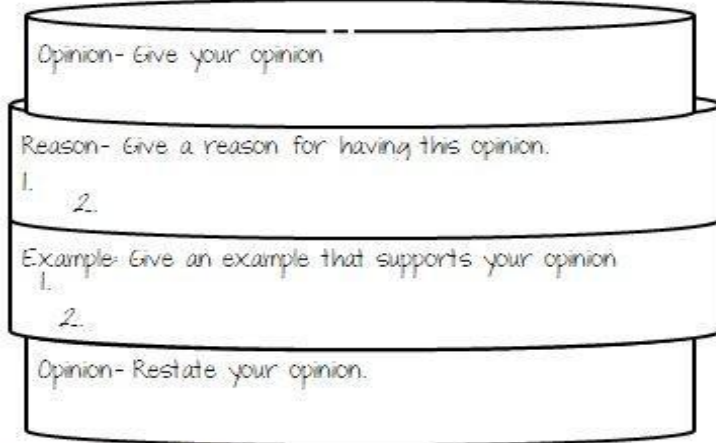 Opinion- Give your opinion
Reason- Give a reason for having this opinion.
1.
2.
Example: Give an example that supports your opinion
1.
2.
Opinion- Restate your opinion.